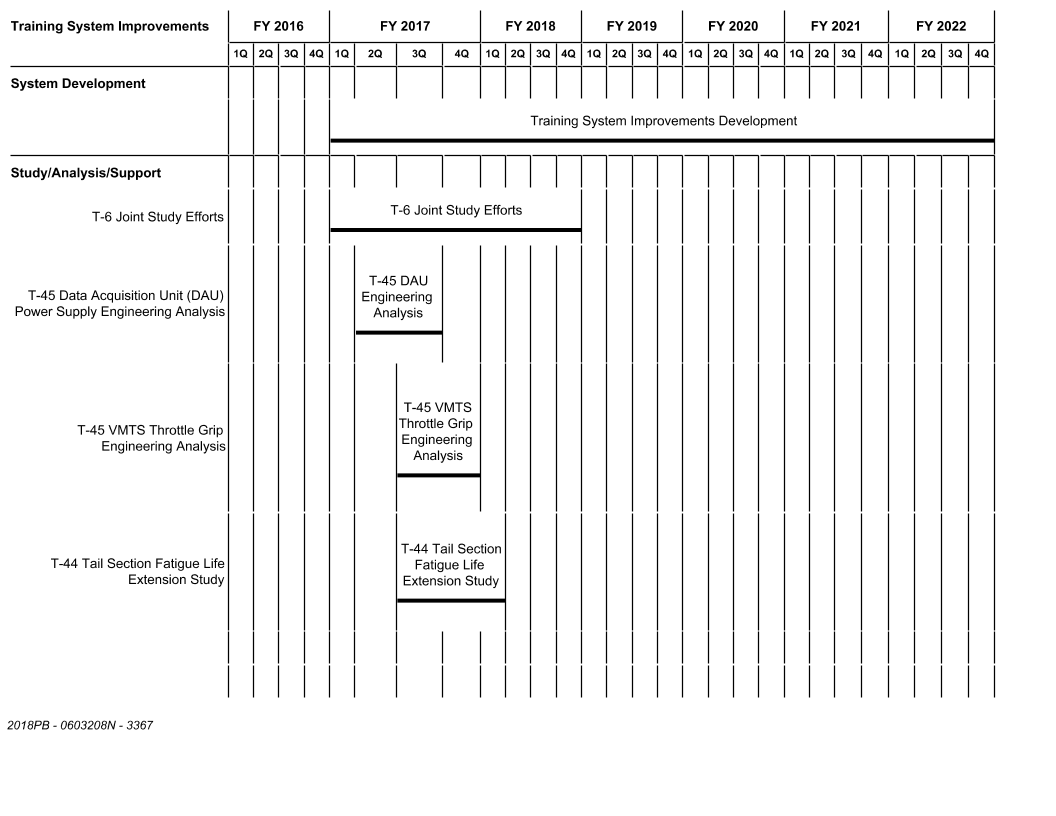 Training System Improvements FY 2016 FY 2017 FY 2018 FY 2019 FY 2020 FY 2021 FY 2022
1Q 2Q 3Q 4Q 1Q 2Q 3Q 4Q 1Q 2Q 3Q 4Q 1Q 2Q 3Q 4Q 1Q 2Q 3Q 4Q 1Q 2Q 3Q 4Q 1Q 2Q 3Q 4Q
System Development
Training System Improvements Development
Study/Analysis/Support
T-6 Joint Study Efforts
T-6 Joint Study Efforts
T-45 Data Acquisition Unit (DAU)
Power Supply Engineering Analysis
T-45 DAU
Engineering
Analysis
T-45 VMTS Throttle Grip
Engineering Analysis
T-45 VMTS
Throttle Grip
Engineering
Analysis
T-44 Tail Section Fatigue Life
Extension Study
T-44 Tail Section
Fatigue Life
Extension Study
2018PB - 0603208N - 3367